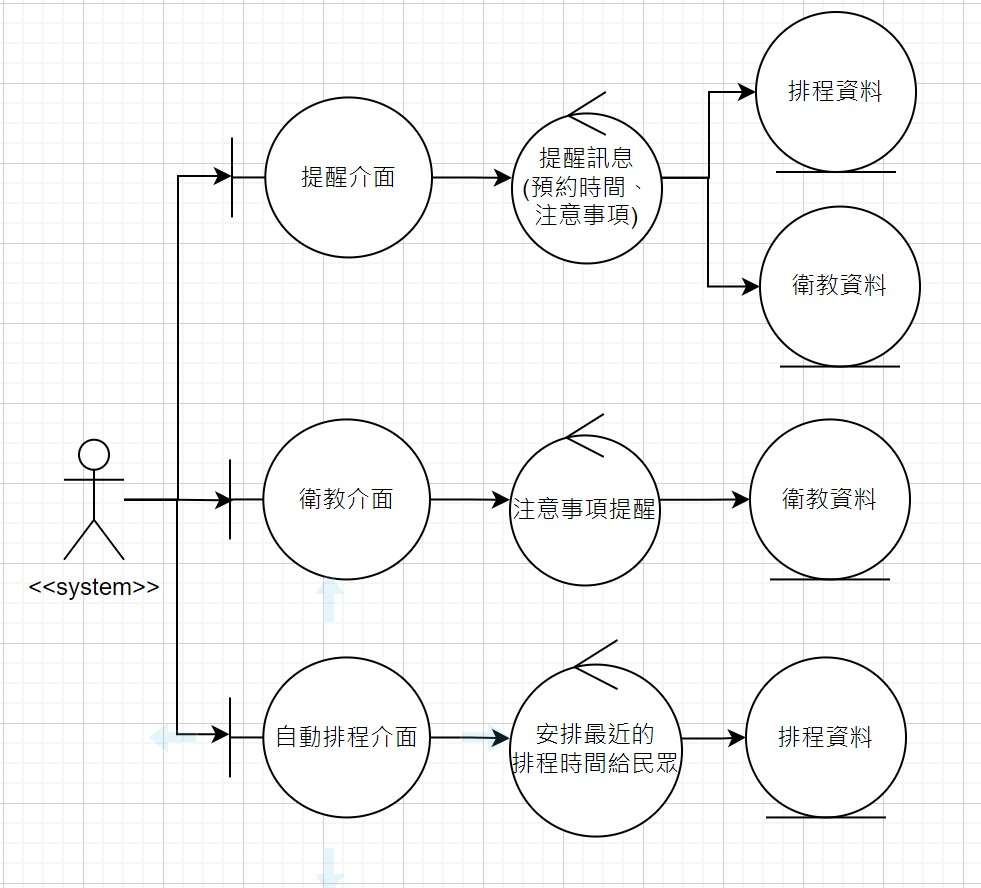 排程資料
提醒介面
提醒訊息
(預約時間、
注意事項)
衛教資料
衛教介面
注意事項提醒
衛教資料
<<system>>
自動排程介面
安排最近的
排程時間給民眾
排程資料